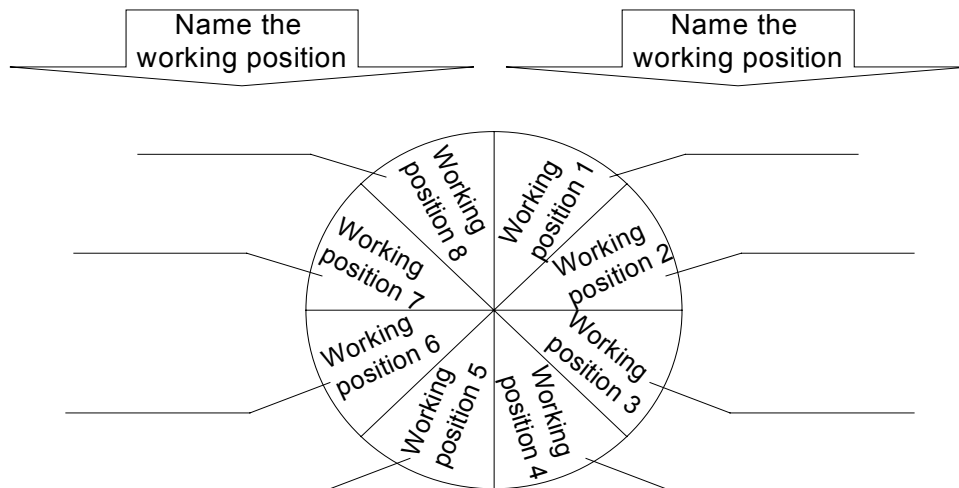 Name the
working position
Name the
working position
Working
position 1
Working
position 2
Working
position 3
Working
position 4
Working
position 5
Working
position 6
Working
position 7
Working
position 8